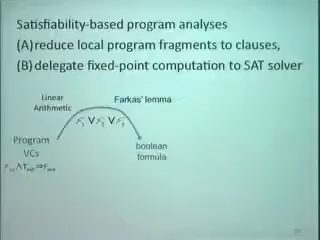 Satisfiability-based program analyses
(A) reduce local program fragments to clauses,
(B) delegate fixed-point computation to SAT solver
Linear
Arithmetic
Farkas' lemma
V V
Program
VCs
boolean
formula